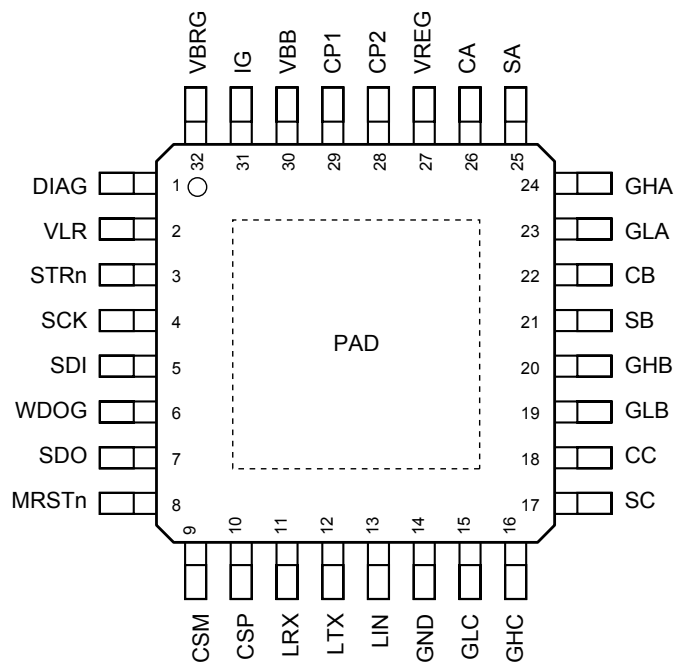 VBRG IG VBB CP1 CP2 VREG CA SA
32 31 30 29 28 27 26 25
DIAG 1 24 GHA
VLR 2 23 GLA
STRn 3 22 CB
SCK 4 21 SB
PAD
SDI 5 20 GHB
WDOG 6 19 GLB
SDO 7 18 CC
MRSTn 8 17 SC
9 10 11 12 13 14 15 16
CSM CSP LRX LTX LIN GND GLC GHC